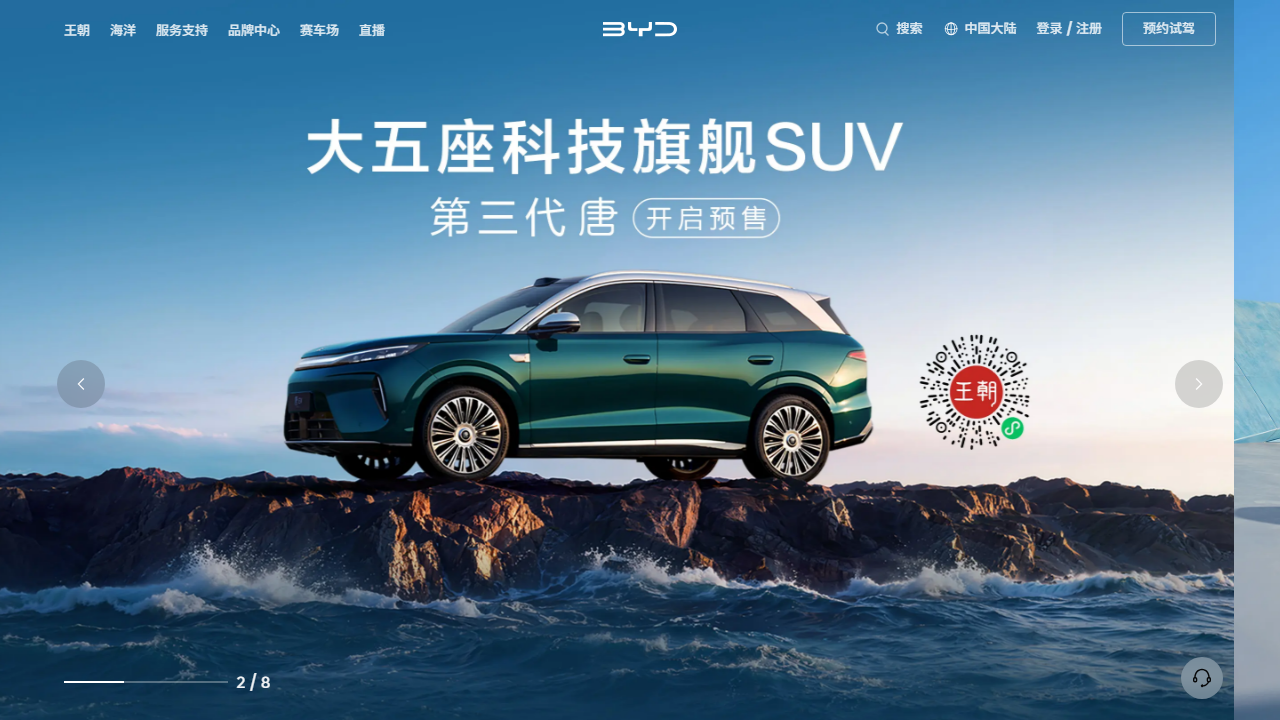 王朝 海洋 服务支持 品牌中心 赛车场 直播 BYD 搜索 中国大陆 登录 / 注册 预约试驾
大五座科技旗舰SUV
第三代 唐 开启预售
王朝
2 / 8